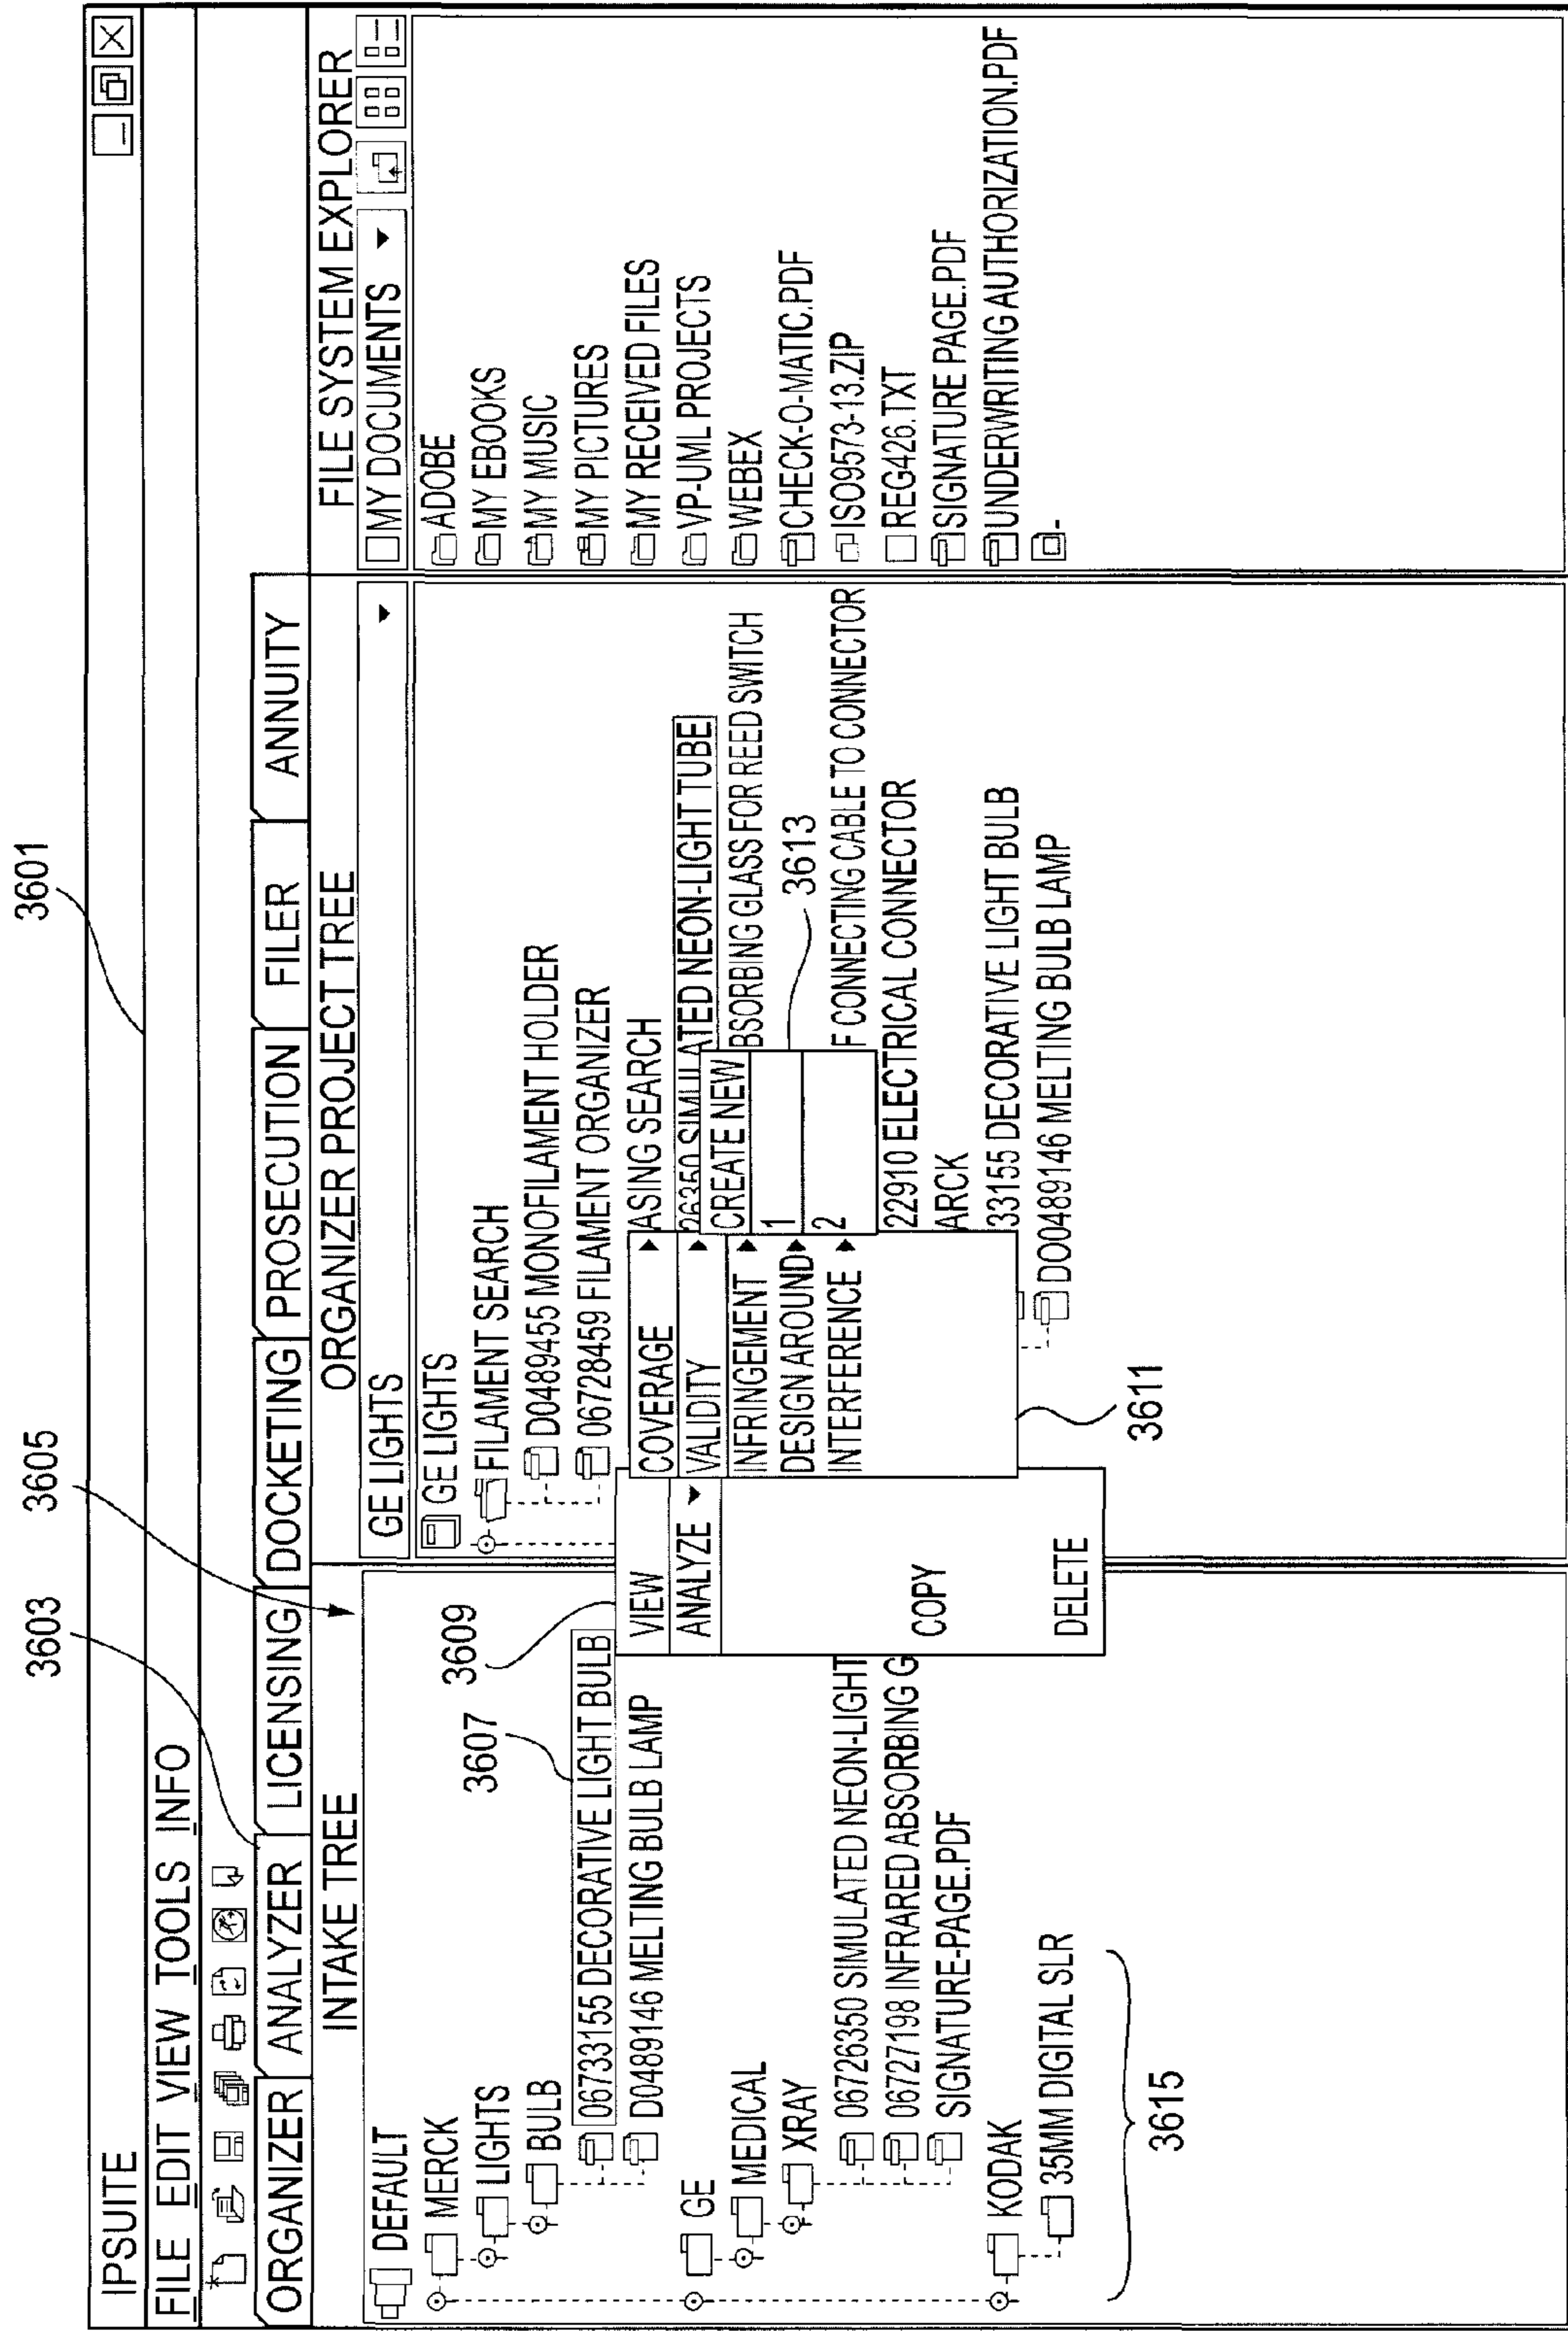 3601
3603
3605
IPSUITE
FILE EDIT VIEW TOOLS INFO
ORGANIZER ANALYZER LICENSING DOCKETING PROSECUTION FILER ANNUITY
INTAKE TREE
DEFAULT
MERCK
LIGHTS
BULB
06733155 DECORATIVE LIGHT BULB
D0489146 MELTING BULB LAMP
GE
MEDICAL
XRAY
06726350 SIMULATED NEON-LIGHT
06727198 INFRARED ABSORBING G
SIGNATURE-PAGE.PDF
KODAK
35MM DIGITAL SLR
3615
3607
3609
VIEW
ANALYZE
COPY
DELETE
COVERAGE
VALIDITY
INFRINGEMENT
DESIGN AROUND
INTERFERENCE
3611
CREATE NEW
1
2
3613
ORGANIZER PROJECT TREE
GE LIGHTS
GE LIGHTS
FILAMENT SEARCH
D0489455 MONOFILAMENT HOLDER
06728459 FILAMENT ORGANIZER
ASING SEARCH
26350 SIMULATED NEON-LIGHT TUBE
BSORBING GLASS FOR REED SWITCH
F CONNECTING CABLE TO CONNECTOR
22910 ELECTRICAL CONNECTOR
ARCK
33155 DECORATIVE LIGHT BULB
DO0489146 MELTING BULB LAMP
FILE SYSTEM EXPLORER
MY DOCUMENTS
ADOBE
MY EBOOKS
MY MUSIC
MY PICTURES
MY RECEIVED FILES
VP-UML PROJECTS
WEBEX
CHECK-O-MATIC.PDF
ISO9573-13.ZIP
REG426.TXT
SIGNATURE PAGE.PDF
UNDERWRITING AUTHORIZATION.PDF
-